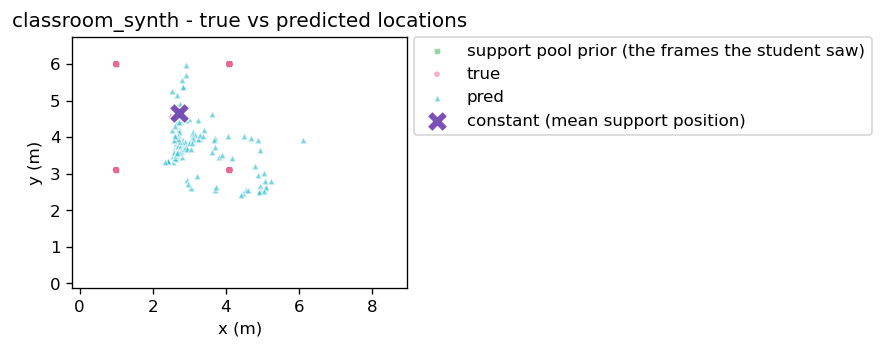 classroom_synth - true vs predicted locations
support pool prior (the frames the student saw)
true
pred
constant (mean support position)
6
5
4
3
2
1
0
y (m)
0
2
4
6
8
x (m)